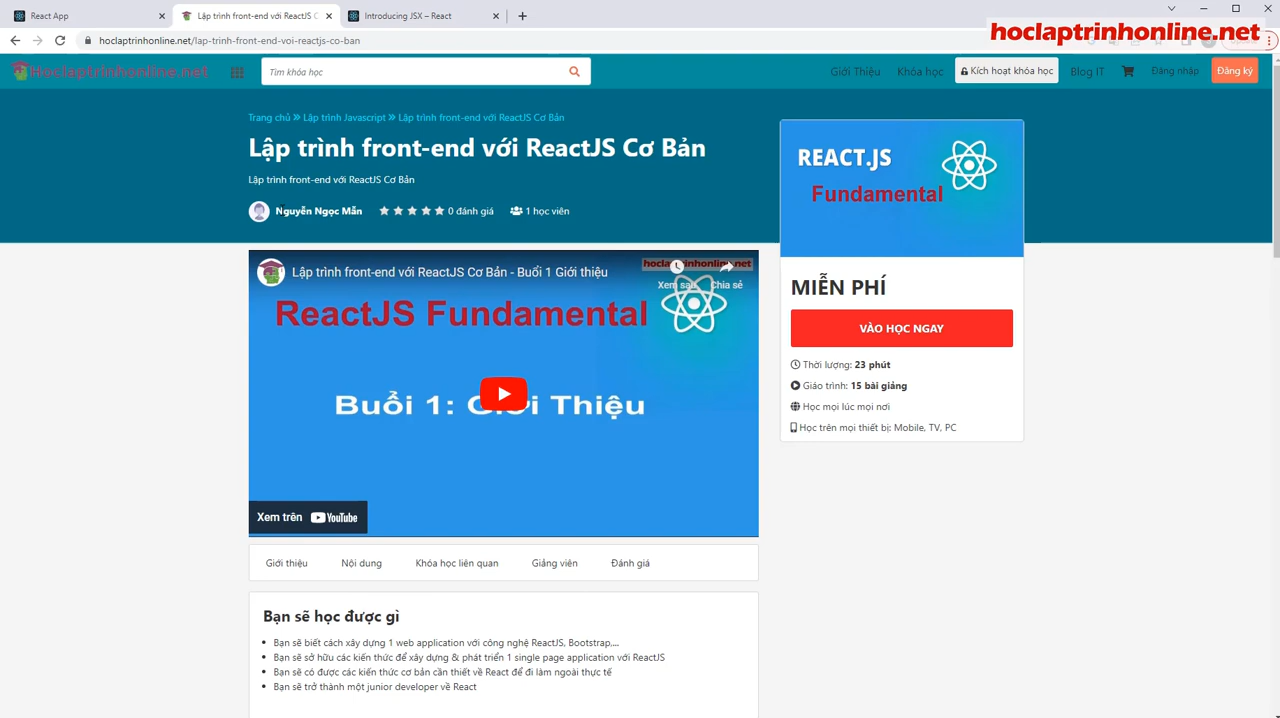 React App
Lập trình front-end với ReactJS C
Introducing JSX – React
hoclaptrinhonline.net/lap-trinh-front-end-voi-reactjs-co-ban
hoclaptrinhonline.net
Hoclaptrinhonline.net
Tìm khóa học
Giới Thiệu
Khóa học
Kích hoạt khóa học
Blog IT
Đăng nhập
Đăng ký
Trang chủ » Lập trình Javascript » Lập trình front-end với ReactJS Cơ Bản
Lập trình front-end với ReactJS Cơ Bản
Lập trình front-end với ReactJS Cơ Bản
Nguyễn Ngọc Mẫn
0 đánh giá
1 học viên
REACT.JS
Fundamental
Lập trình front-end với ReactJS Cơ Bản - Buổi 1 Giới thiệu
hoclaptrinhonline.net
Xem sau
Chia sẻ
ReactJS Fundamental
Buổi 1: Giới Thiệu
Xem trên YouTube
MIỄN PHÍ
VÀO HỌC NGAY
Thời lượng: 23 phút
Giáo trình: 15 bài giảng
Học mọi lúc mọi nơi
Học trên mọi thiết bị: Mobile, TV, PC
Giới thiệu
Nội dung
Khóa học liên quan
Giảng viên
Đánh giá
Bạn sẽ học được gì
Bạn sẽ biết cách xây dựng 1 web application với công nghệ ReactJS, Bootstrap,...
Bạn sẽ sở hữu các kiến thức để xây dựng & phát triển 1 single page application với ReactJS
Bạn sẽ có được các kiến thức cơ bản cần thiết về React để đi làm ngoài thực tế
Bạn sẽ trở thành một junior developer về React